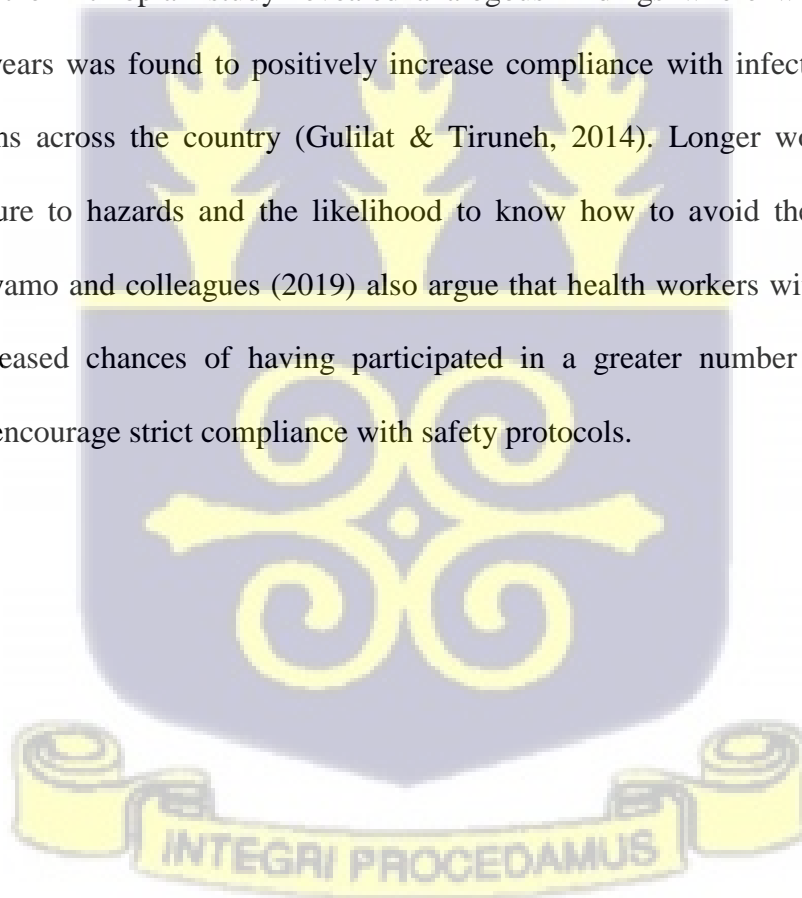 years was found to positively increase compliance with infect
ns across the country (Gulilat & Tiruneh, 2014). Longer wo
ure to hazards and the likelihood to know how to avoid the
yamo and colleagues (2019) also argue that health workers wi
eased chances of having participated in a greater number
encourage strict compliance with safety protocols.
INTEGRI PROCEDAMUS